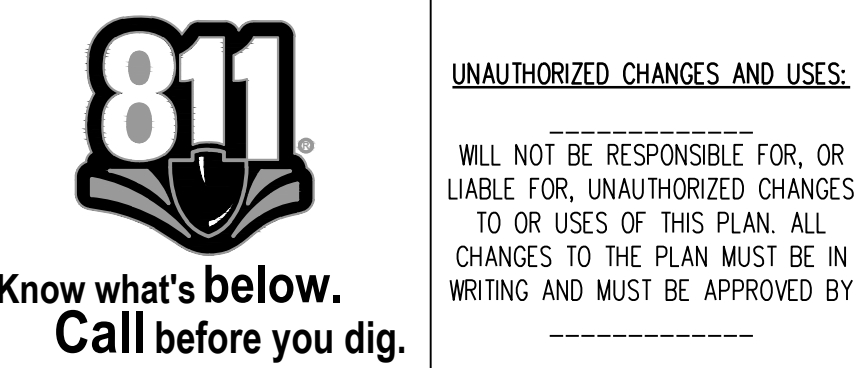 811®
Know what's below.
Call before you dig.
UNAUTHORIZED CHANGES AND USES:
_____________
WILL NOT BE RESPONSIBLE FOR, OR
LIABLE FOR, UNAUTHORIZED CHANGES
TO OR USES OF THIS PLAN. ALL
CHANGES TO THE PLAN MUST BE IN
WRITING AND MUST BE APPROVED BY
_____________